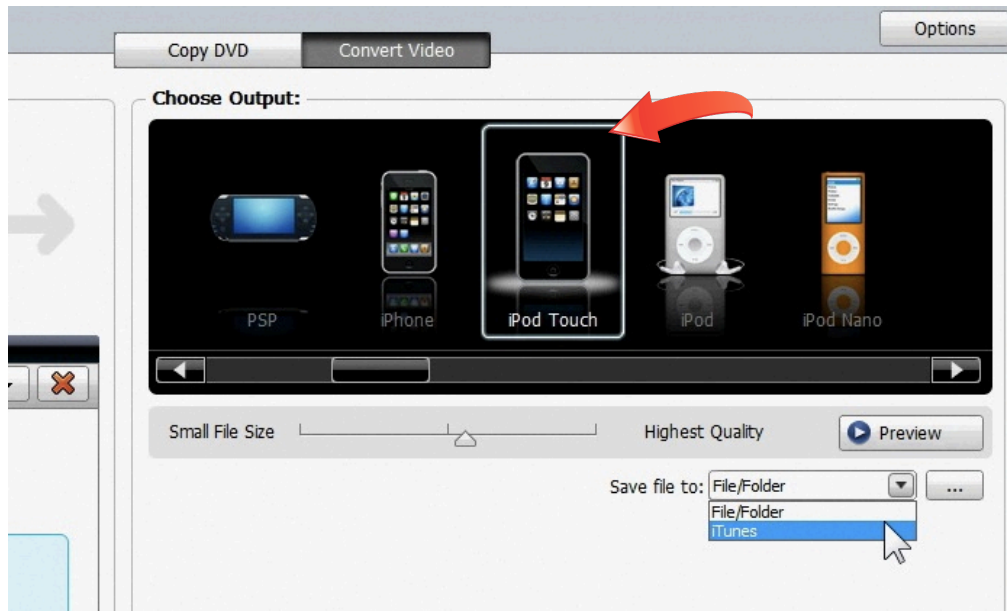 Options
Copy DVD Convert Video
Choose Output:
PSP iPhone iPod Touch iPod iPod Nano
Small File Size Highest Quality Preview
Save file to: File/Folder ...
File/Folder
iTunes